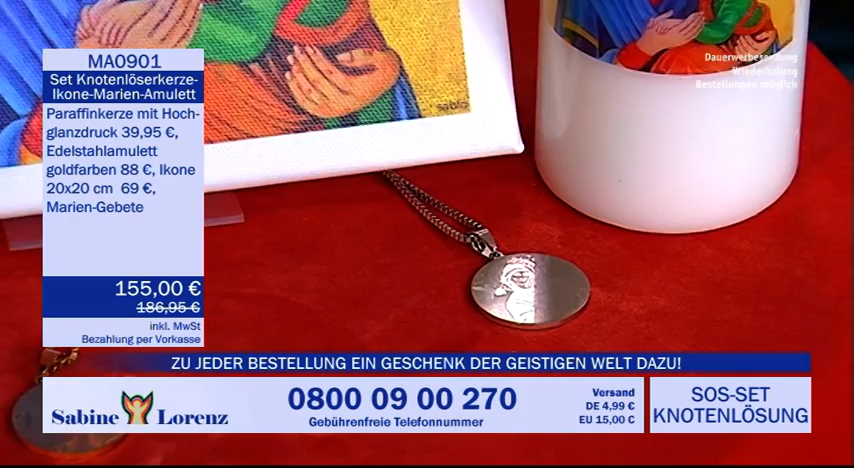 sabio
Dauerwerbesendung
Wiederholung
Bestellungen möglich
MA0901
Set Knotenlöserkerze-
Ikone-Marien-Amulett
Paraffinkerze mit Hoch-
glanzdruck 39,95 €,
Edelstahlamulett
goldfarben 88 €, Ikone
20x20 cm 69 €,
Marien-Gebete
155,00 €
186,95 €
inkl. MwSt
Bezahlung per Vorkasse
ZU JEDER BESTELLUNG EIN GESCHENK DER GEISTIGEN WELT DAZU!
Sabine Lorenz
0800 09 00 270
Gebührenfreie Telefonnummer
Versand
DE 4,99 €
EU 15,00 €
SOS-SET
KNOTENLÖSUNG